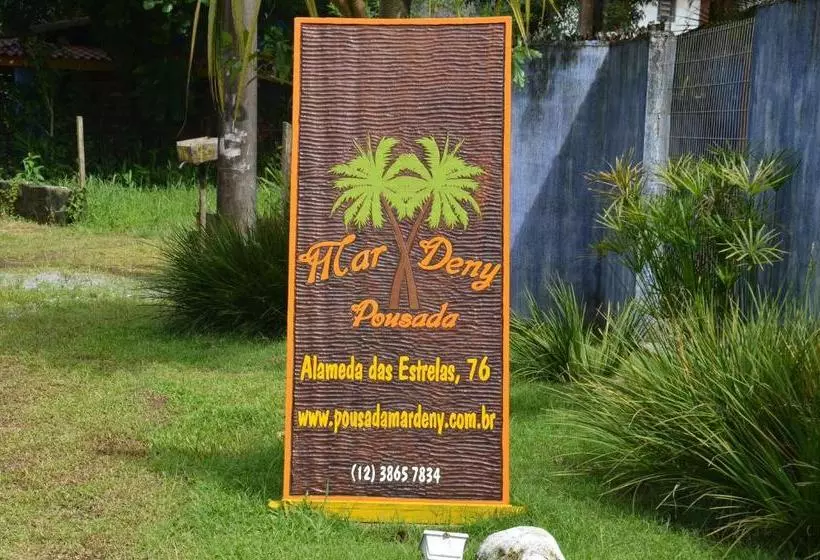 Mar Deny
Pousada
Alameda das Estrelas, 76
www.pousadamardeny.com.br
(12) 3865 7834